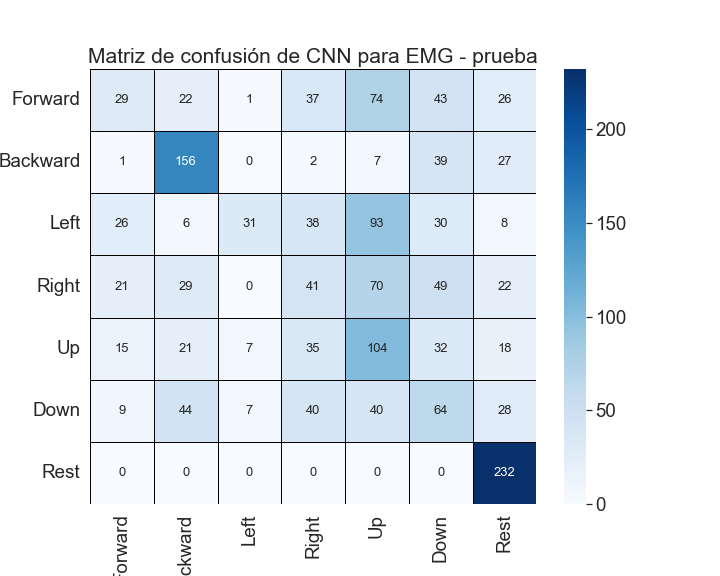 Matriz de confusión de CNN para EMG - prueba
Forward 29 22 1 37 74 43 26
Backward 1 156 0 2 7 39 27
Left 26 6 31 38 93 30 8
Right 21 29 0 41 70 49 22
Up 15 21 7 35 104 32 18
Down 9 44 7 40 40 64 28
Rest 0 0 0 0 0 0 232
Forward ckward Left Right Up Down Rest
200
150
100
50
0